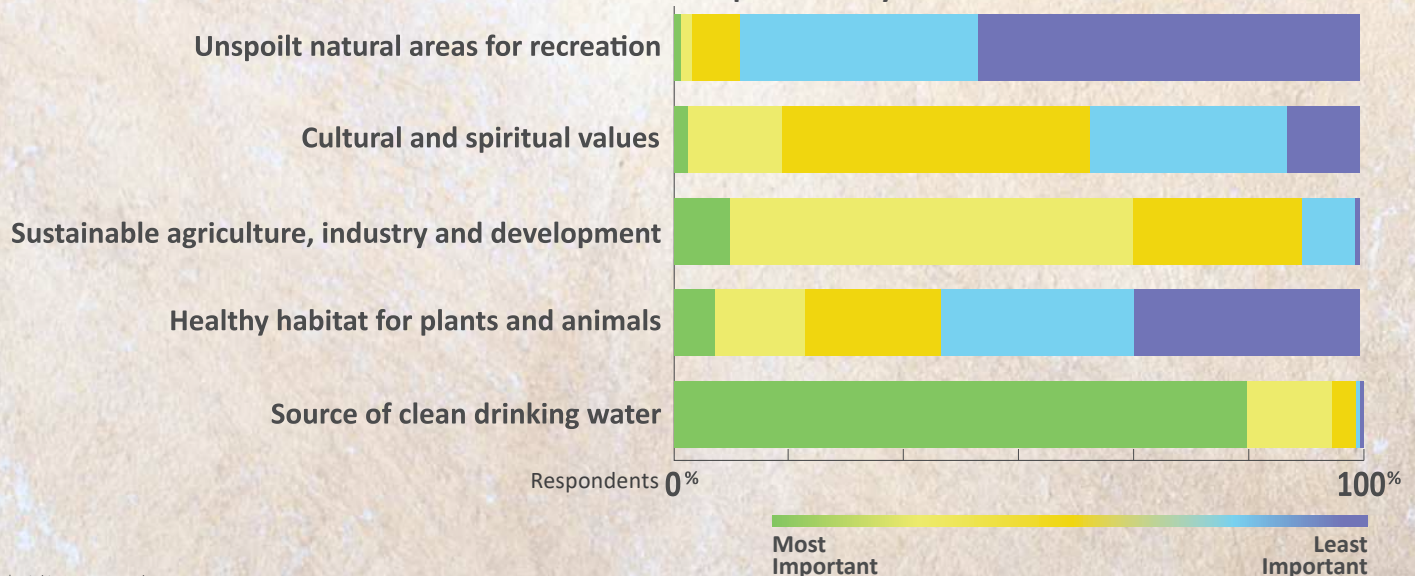 Unspoilt natural areas for recreation
Cultural and spiritual values
Sustainable agriculture, industry and development
Healthy habitat for plants and animals
Source of clean drinking water
Respondents 0% 100%
Most Least
Important Important